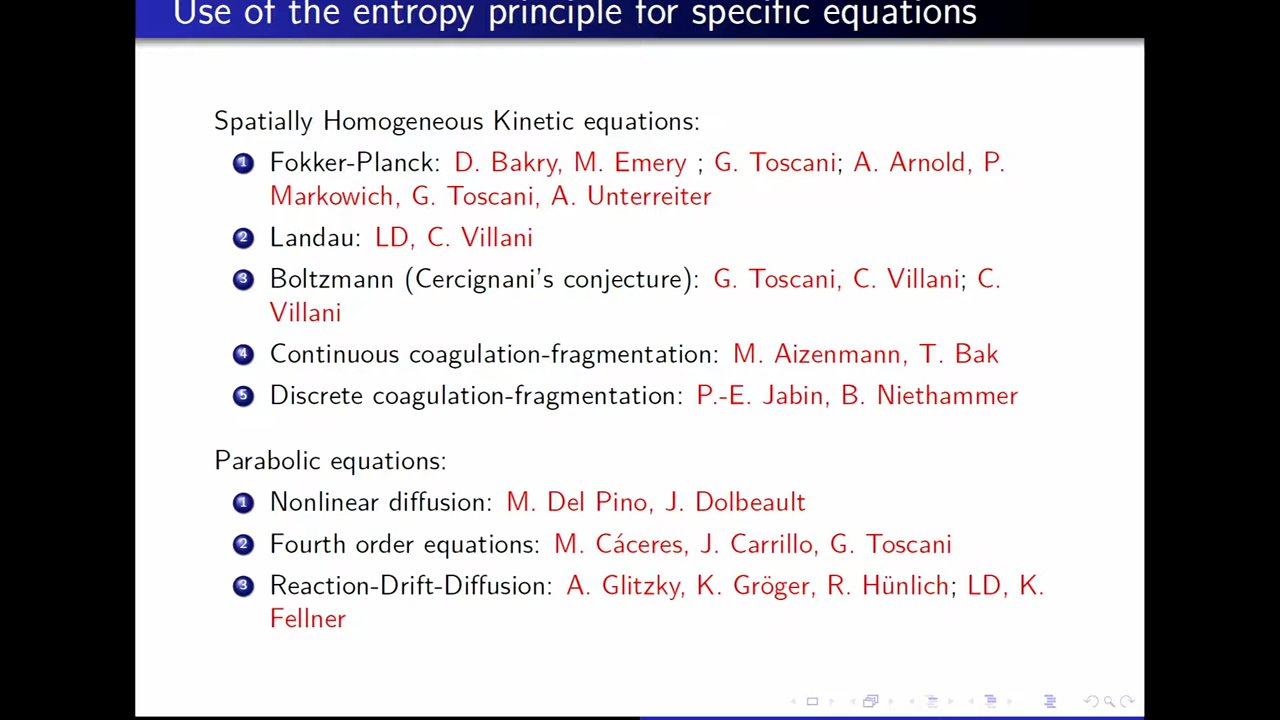 Use of the entropy principle for specific equations
Spatially Homogeneous Kinetic equations:
1 Fokker-Planck: D. Bakry, M. Emery ; G. Toscani; A. Arnold, P.
Markowich, G. Toscani, A. Unterreiter
2 Landau: LD, C. Villani
3 Boltzmann (Cercignani's conjecture): G. Toscani, C. Villani; C.
Villani
4 Continuous coagulation-fragmentation: M. Aizenmann, T. Bak
5 Discrete coagulation-fragmentation: P.-E. Jabin, B. Niethammer
Parabolic equations:
1 Nonlinear diffusion: M. Del Pino, J. Dolbeault
2 Fourth order equations: M. Cáceres, J. Carrillo, G. Toscani
3 Reaction-Drift-Diffusion: A. Glitzky, K. Gröger, R. Hünlich; LD, K.
Fellner